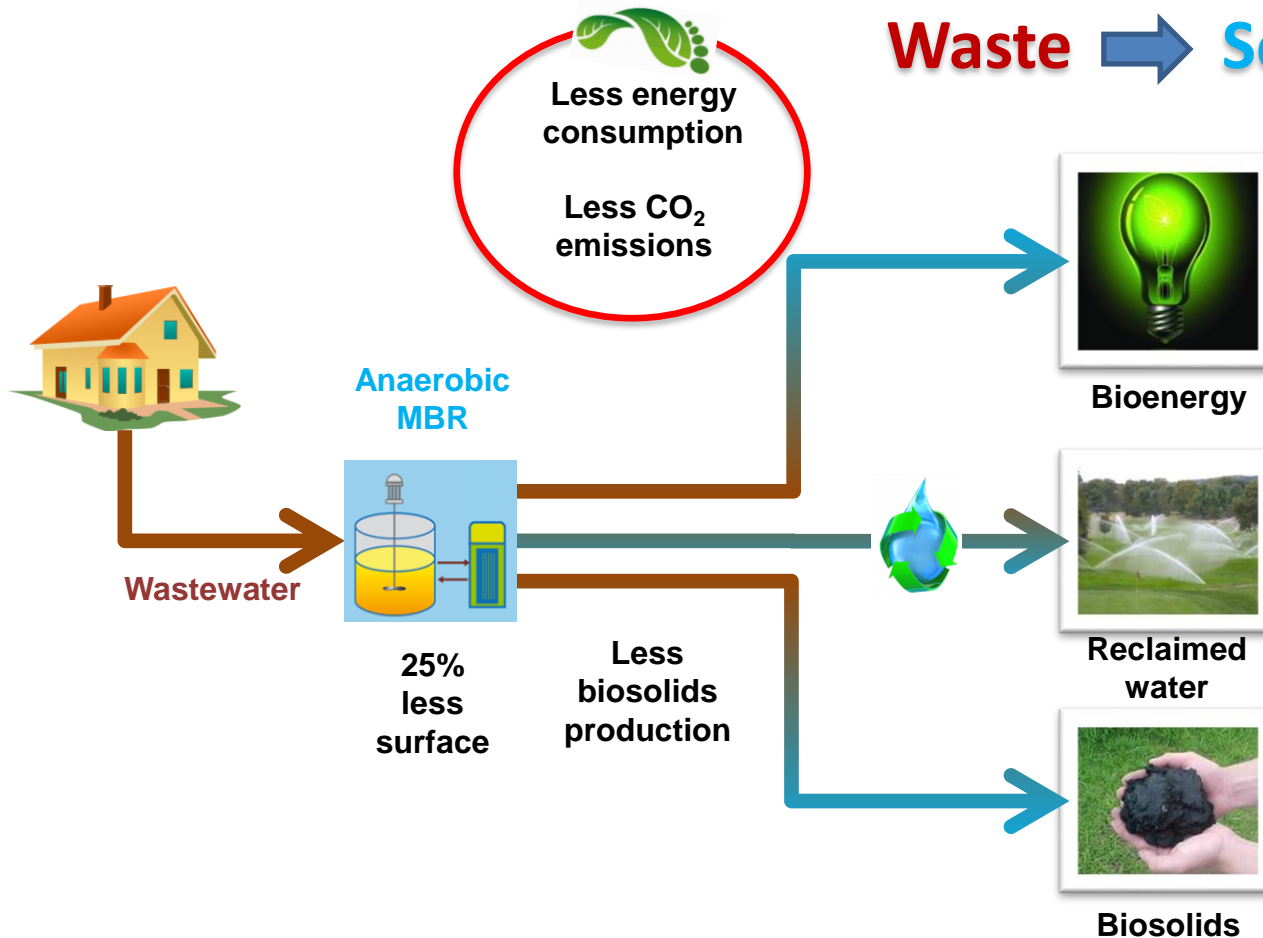 Waste
Less energy
consumption
Less CO₂
emissions
Anaerobic
MBR
Wastewater
25%
less
surface
Less
biosolids
production
Bioenergy
Reclaimed
water
Biosolids